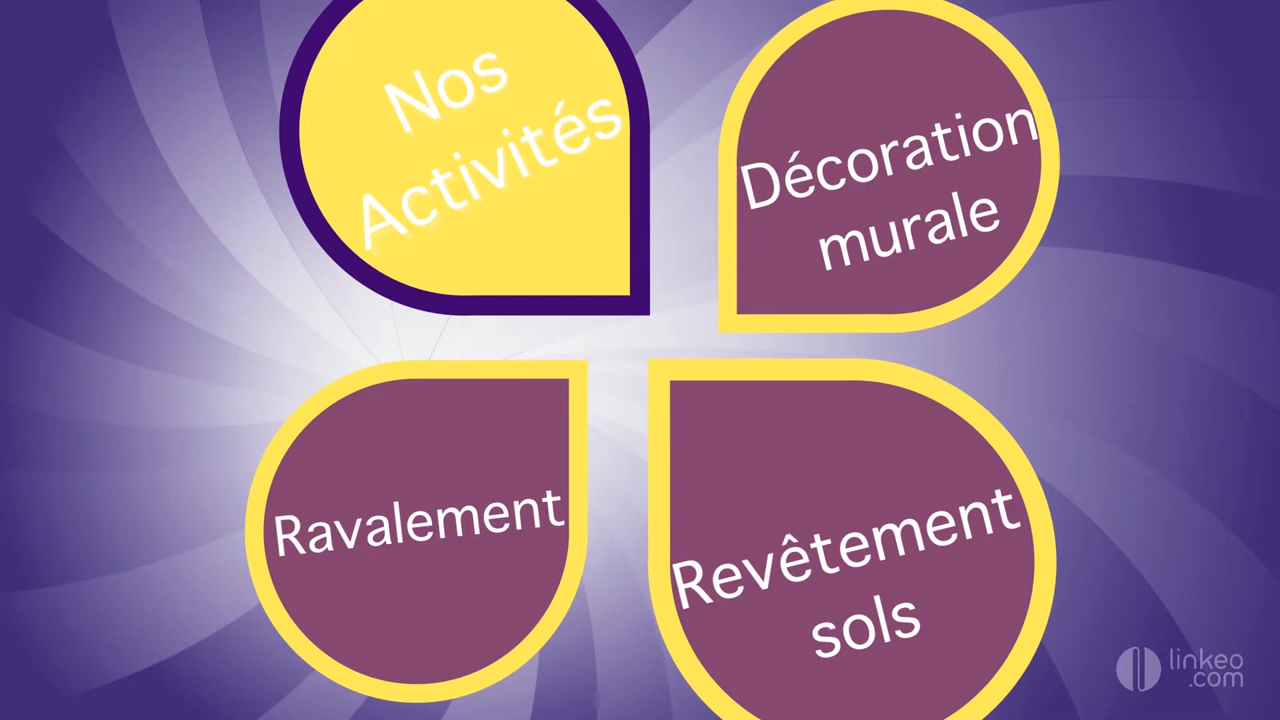 Nos
Activités
Décoration
murale
Ravalement
Revêtement
sols
linkeo
.com